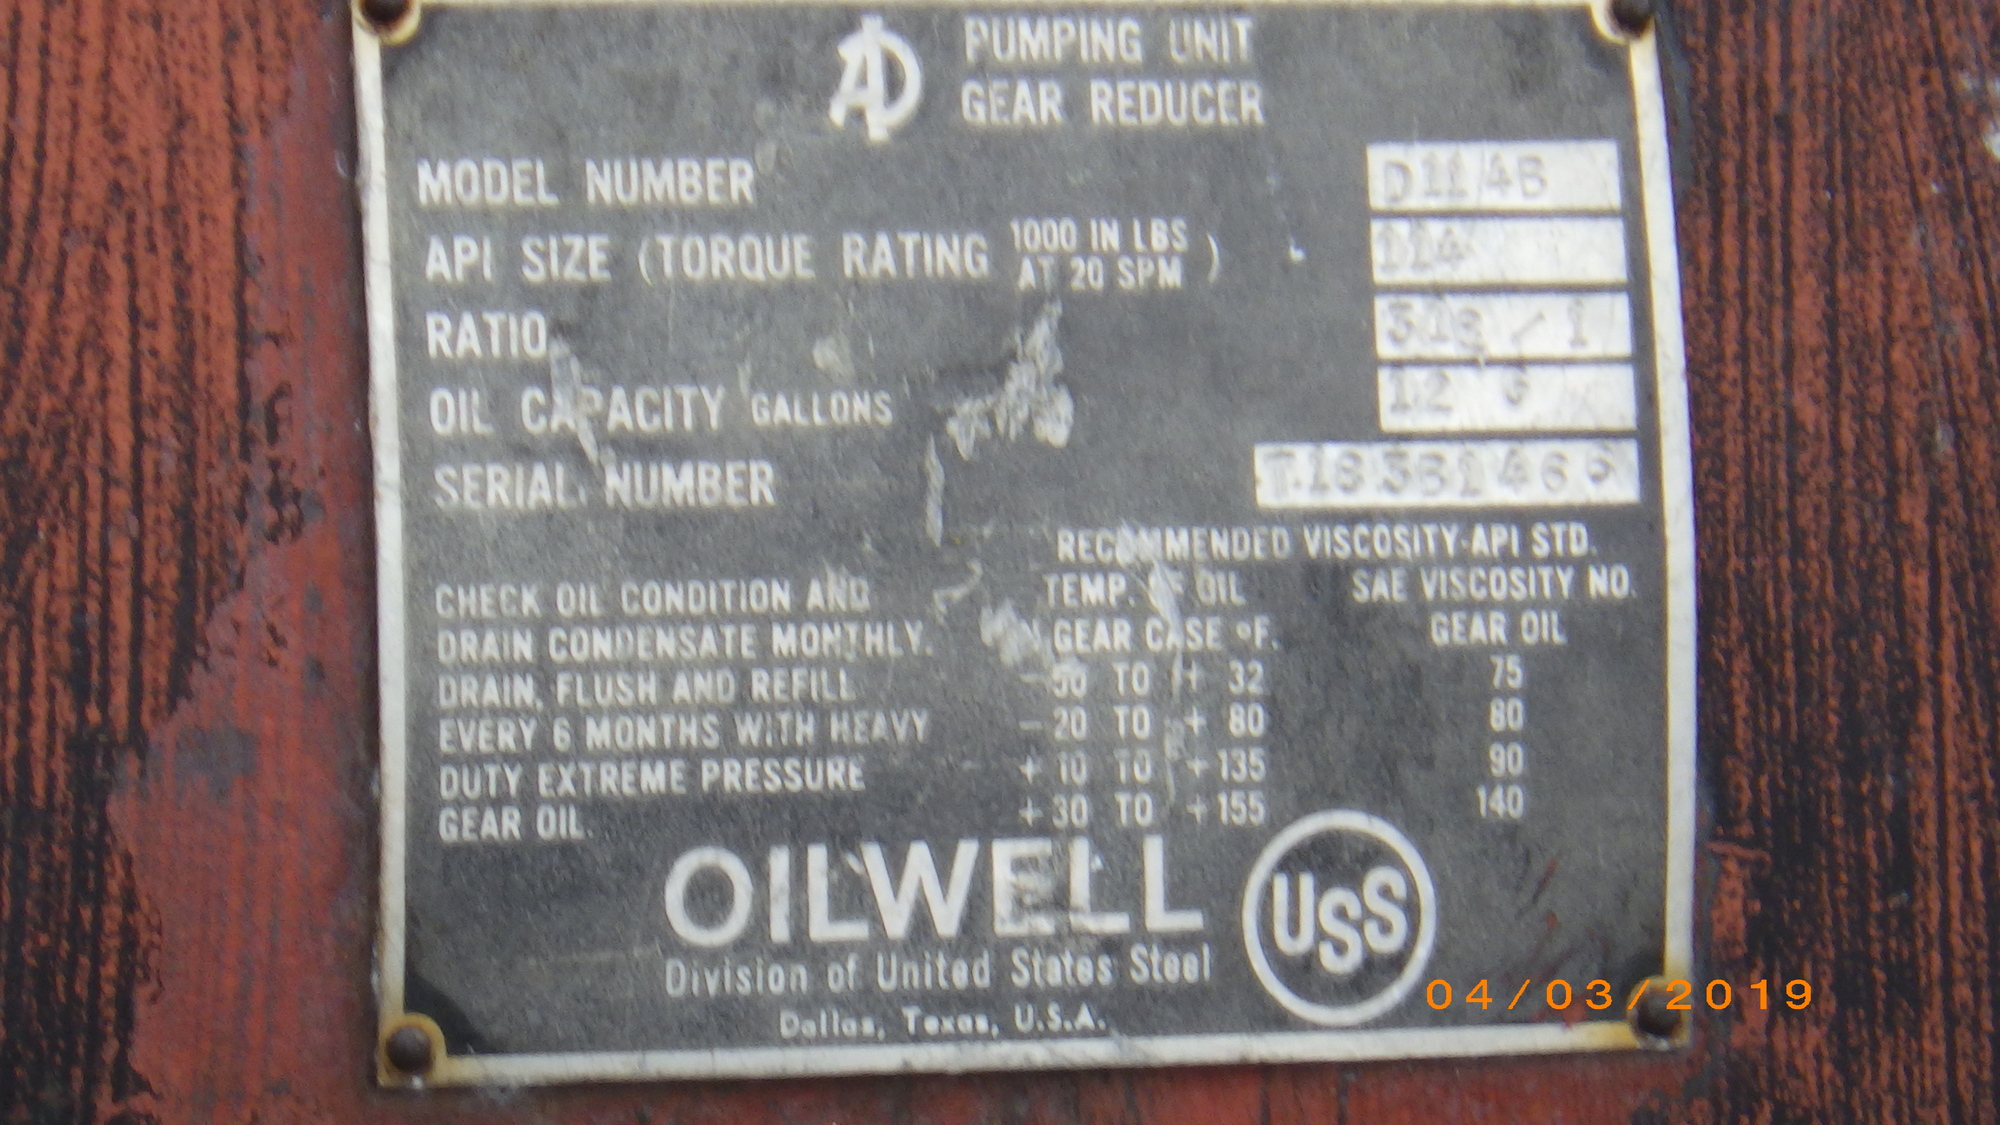 AD
PUMPING UNIT
GEAR REDUCER
MODEL NUMBER
API SIZE (TORQUE RATING 1000 IN LBS AT 20 SPM) 114
RATIO / 1
OIL CAPACITY GALLONS 12
SERIAL NUMBER
RECOMMENDED VISCOSITY-API STD.
CHECK OIL CONDITION AND
DRAIN CONDENSATE MONTHLY.
DRAIN, FLUSH AND REFILL
EVERY 6 MONTHS WITH HEAVY
DUTY EXTREME PRESSURE
GEAR OIL.
TEMP. OF OIL SAE VISCOSITY NO.
GEAR CASE °F. GEAR OIL
TO + 32 75
- 20 TO + 80 80
+ 10 TO +135 90
+ 30 TO +155 140
OILWELL
USS
Division of United States Steel
Dallas, Texas, U.S.A.
04/03/2019